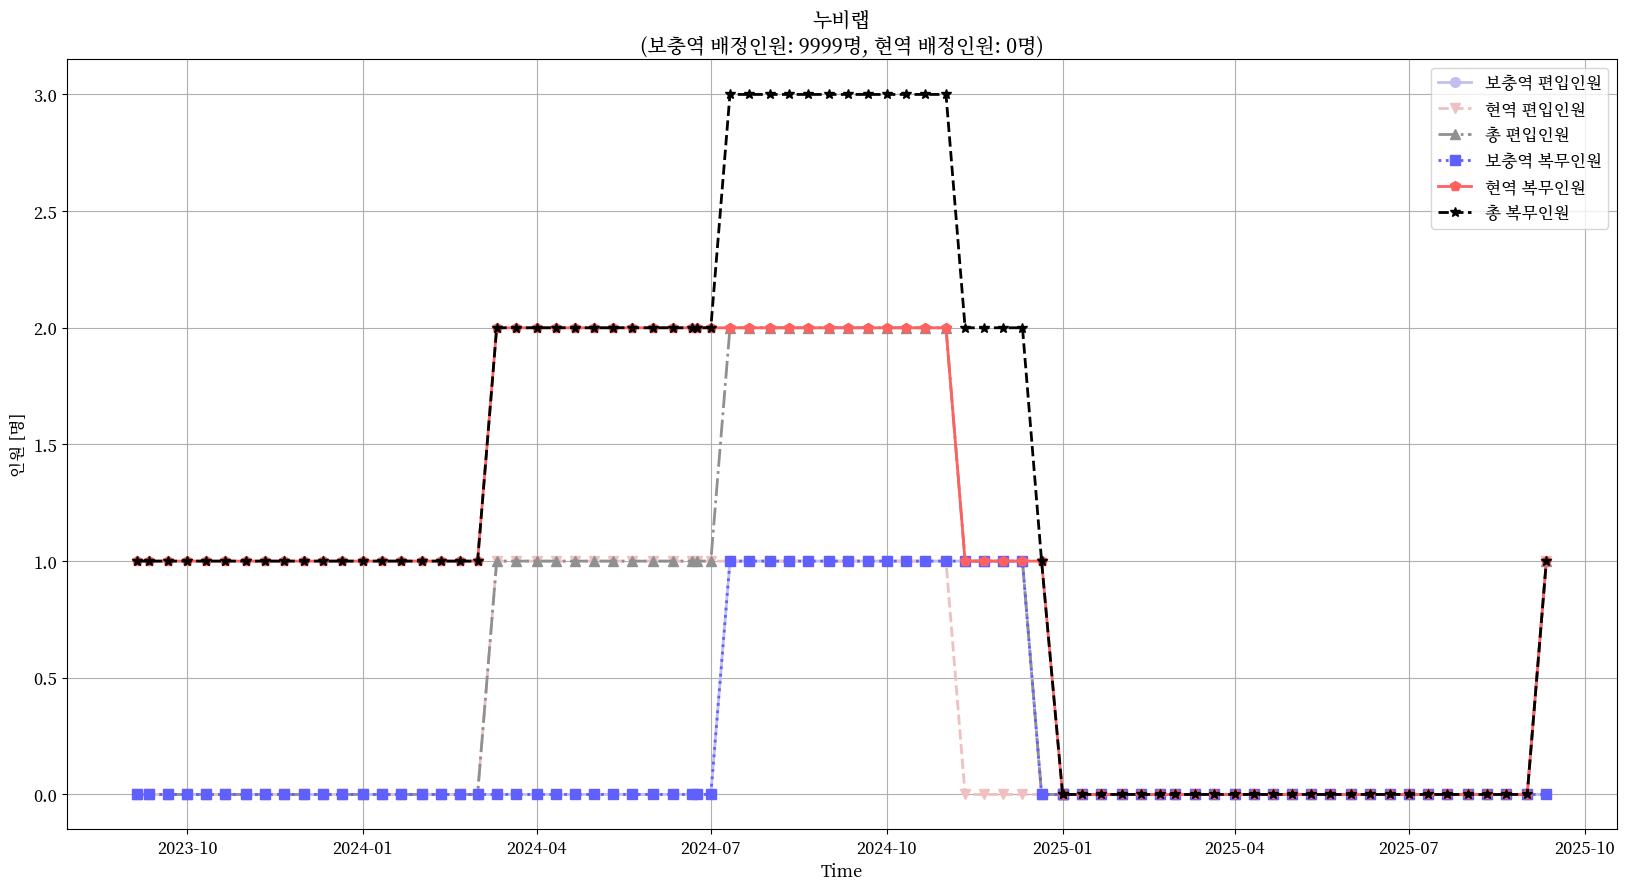 누비랩
(보충역 배정인원: 9999명, 현역 배정인원: 0명)
보충역 편입인원
현역 편입인원
총 편입인원
보충역 복무인원
현역 복무인원
총 복무인원
인원 [명]
3.0
2.5
2.0
1.5
1.0
0.5
0.0
2023-10
2024-01
2024-04
2024-07
2024-10
2025-01
2025-04
2025-07
2025-10
Time